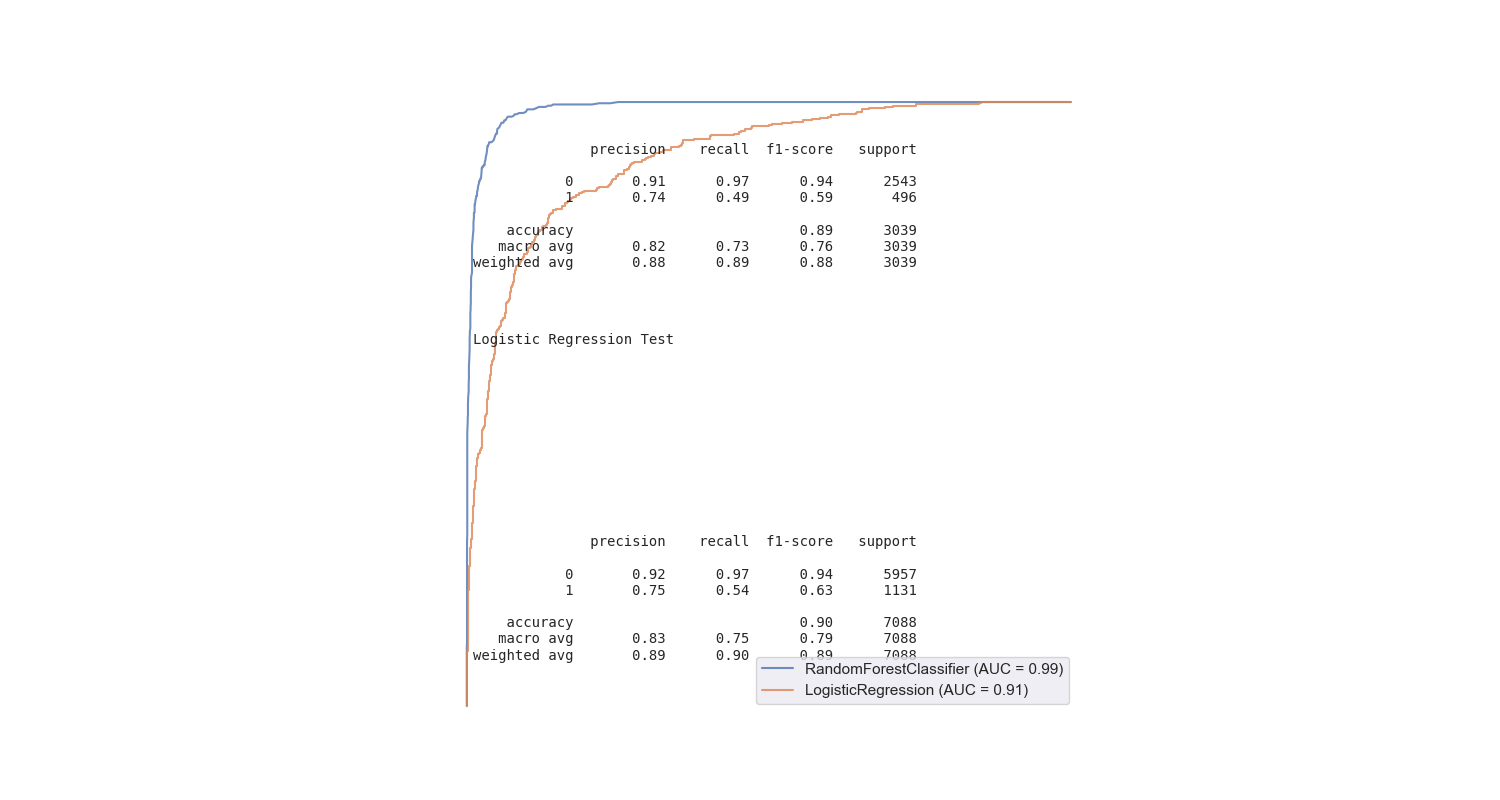 precision recall f1-score support
0 0.91 0.97 0.94 2543
1 0.74 0.49 0.59 496
accuracy 0.89 3039
macro avg 0.82 0.73 0.76 3039
weighted avg 0.88 0.89 0.88 3039
Logistic Regression Test
precision recall f1-score support
0 0.92 0.97 0.94 5957
1 0.75 0.54 0.63 1131
accuracy 0.90 7088
macro avg 0.83 0.75 0.79 7088
weighted avg 0.89 0.90 0.89 7088
RandomForestClassifier (AUC = 0.99)
LogisticRegression (AUC = 0.91)